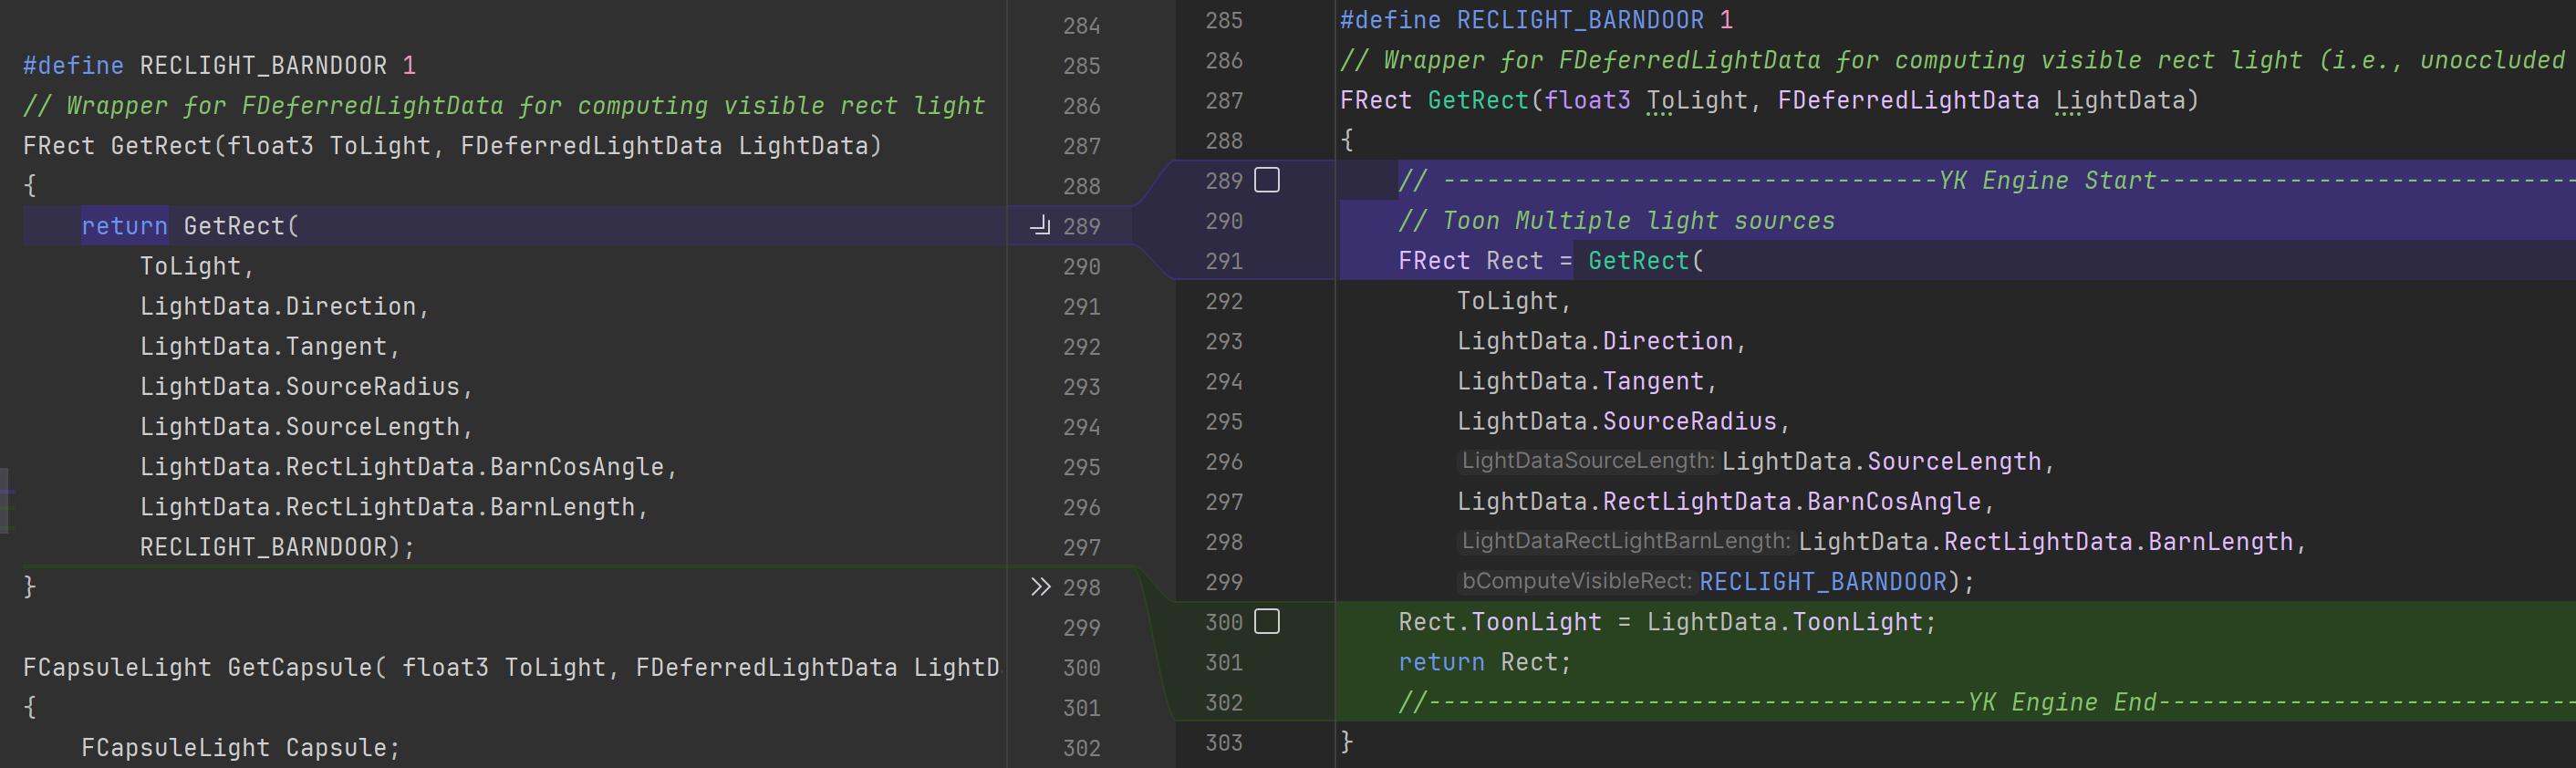 284
#define RECLIGHT_BARNDOOR 1
285
// Wrapper for FDeferredLightData for computing visible rect light
286
FRect GetRect(float3 ToLight, FDeferredLightData LightData)
287
{
288
return GetRect(
289
ToLight,
290
LightData.Direction,
291
LightData.Tangent,
292
LightData.SourceRadius,
293
LightData.SourceLength,
294
LightData.RectLightData.BarnCosAngle,
295
LightData.RectLightData.BarnLength,
296
RECLIGHT_BARNDOOR);
297
}
298
299
FCapsuleLight GetCapsule( float3 ToLight, FDeferredLightData LightD
300
{
301
FCapsuleLight Capsule;
302
285 #define RECLIGHT_BARNDOOR 1
286 // Wrapper for FDeferredLightData for computing visible rect light (i.e., unoccluded
287 FRect GetRect(float3 ToLight, FDeferredLightData LightData)
288 {
289 // ----------------------------------YK Engine Start-----------------------------
290 // Toon Multiple light sources
291 FRect Rect = GetRect(
292 ToLight,
293 LightData.Direction,
294 LightData.Tangent,
295 LightData.SourceRadius,
296 LightDataSourceLength: LightData.SourceLength,
297 LightData.RectLightData.BarnCosAngle,
298 LightDataRectLightBarnLength: LightData.RectLightData.BarnLength,
299 bComputeVisibleRect: RECLIGHT_BARNDOOR);
300 Rect.ToonLight = LightData.ToonLight;
301 return Rect;
302 //-------------------------------------YK Engine End-----------------------------
303 }